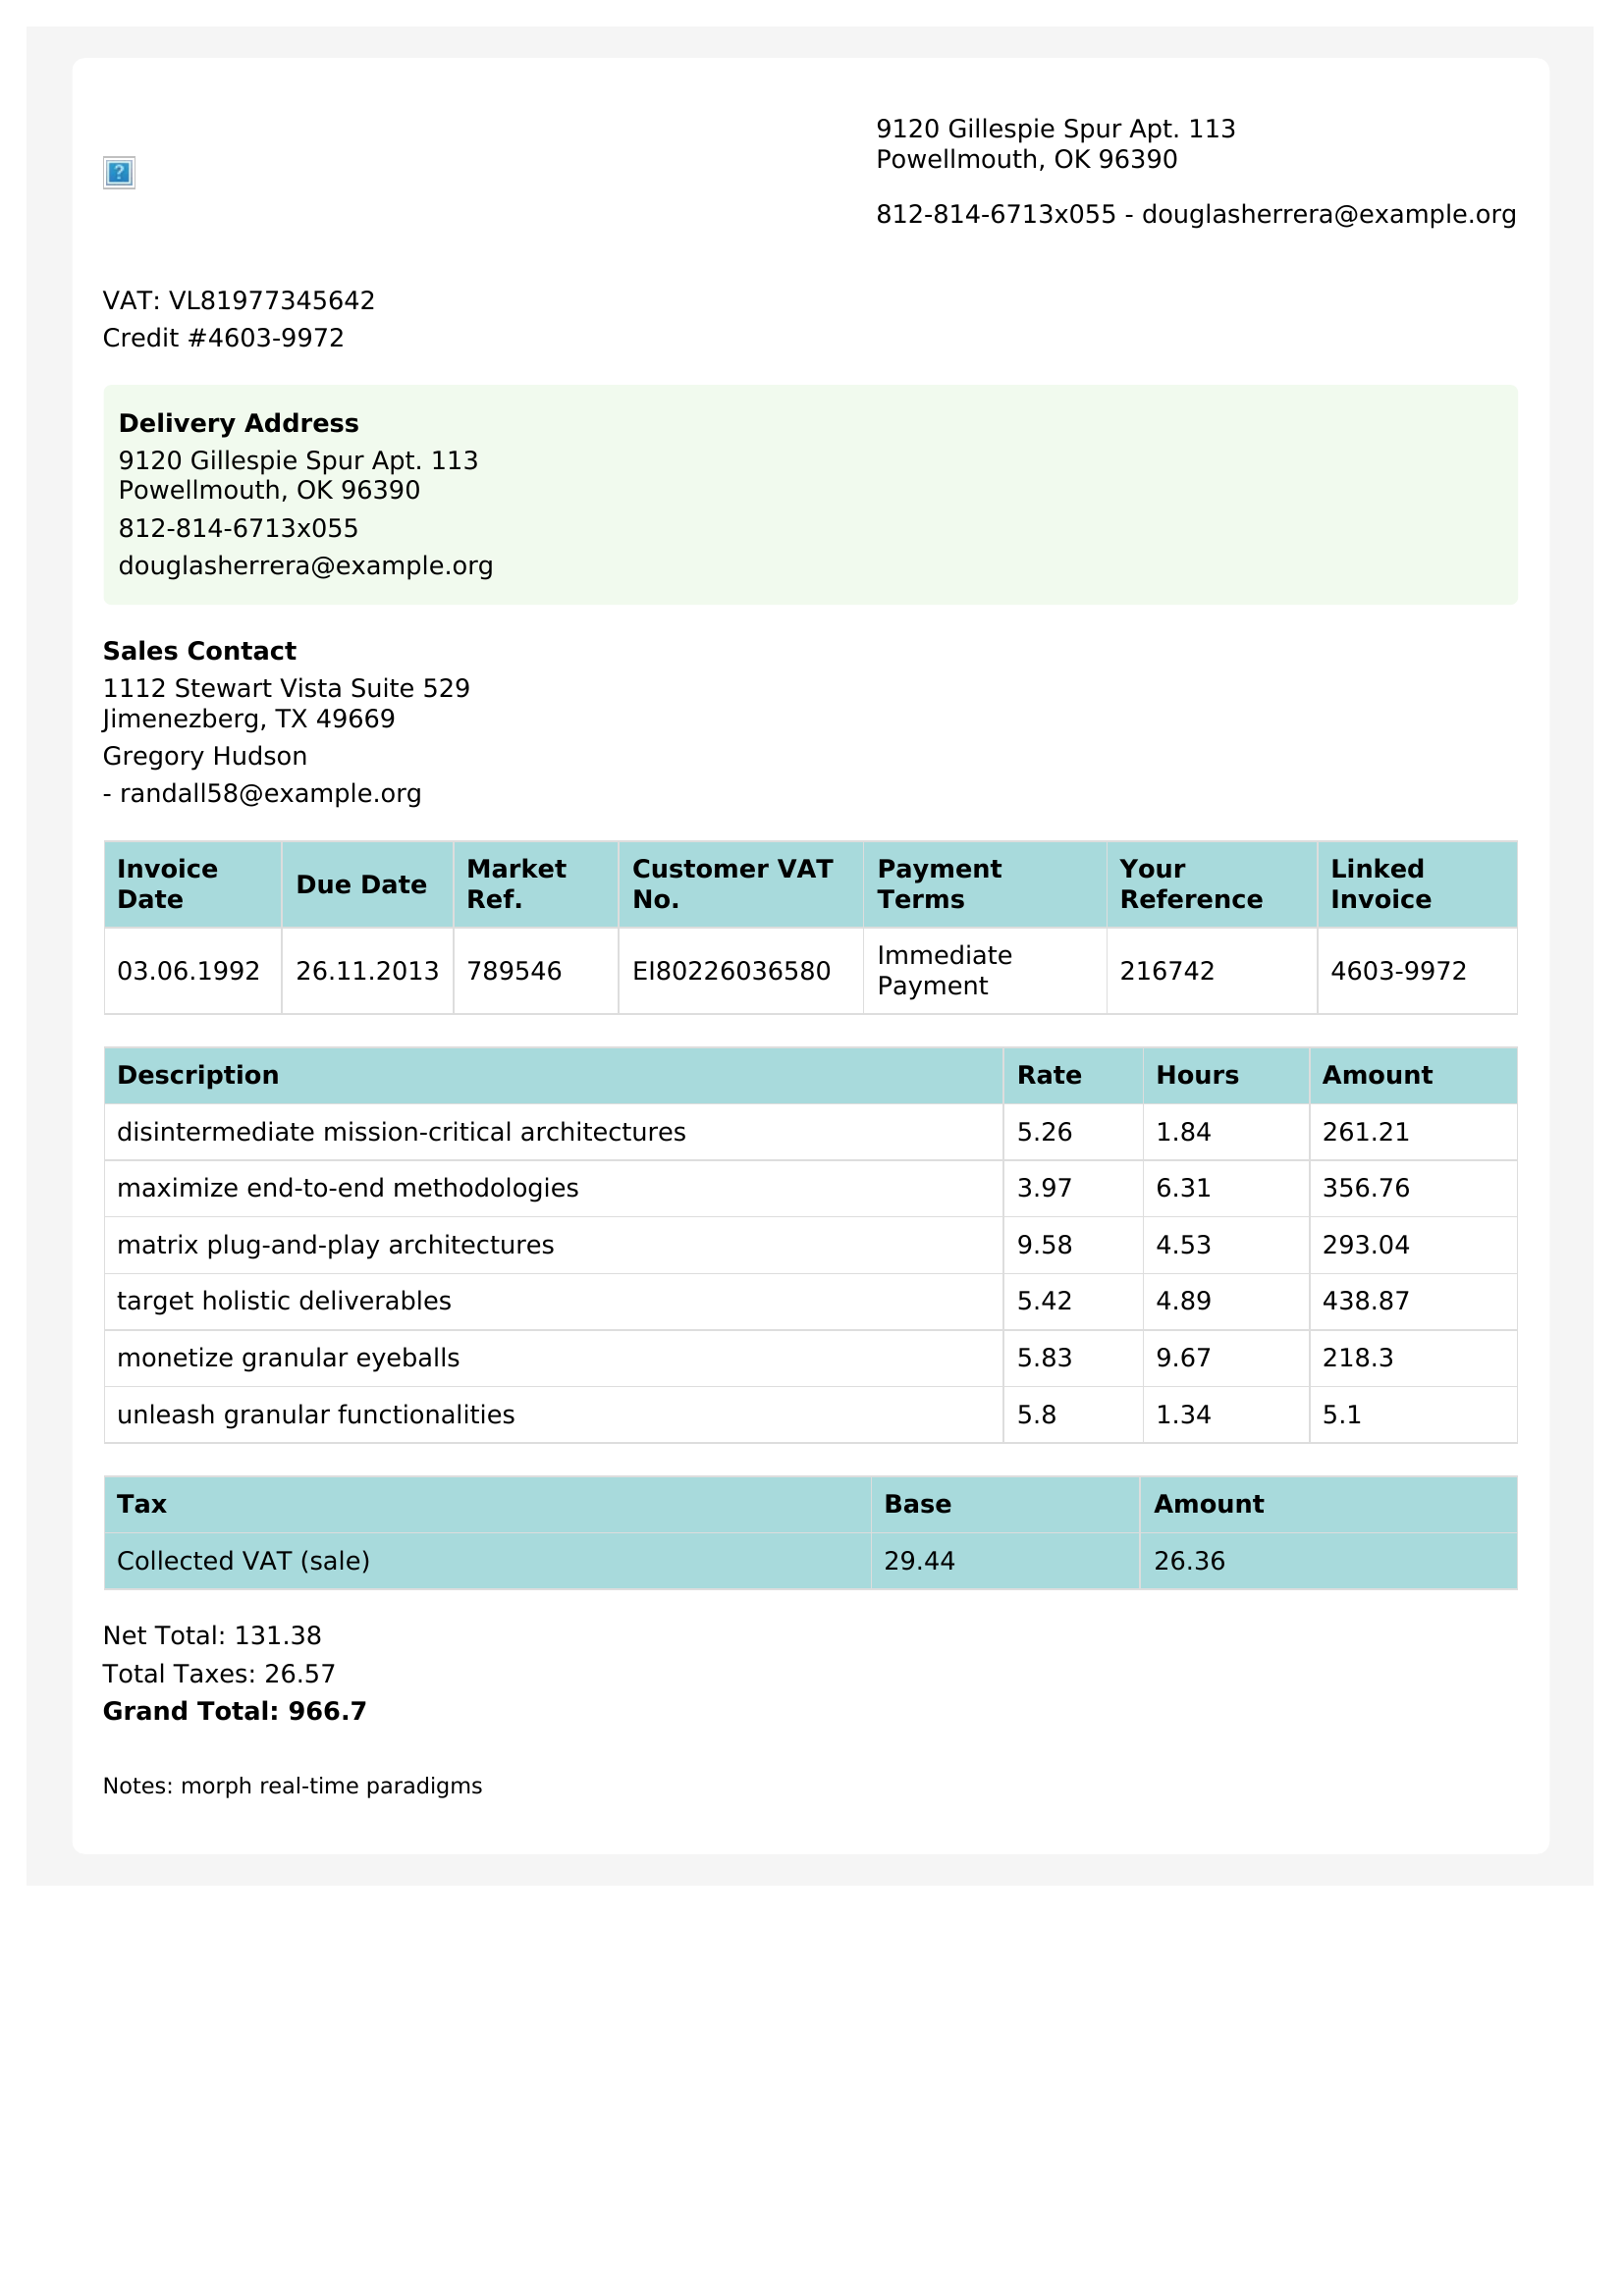 9120 Gillespie Spur Apt. 113
Powellmouth, OK 96390
812-814-6713x055 - douglasherrera@example.org
VAT: VL81977345642
Credit #4603-9972
Delivery Address
9120 Gillespie Spur Apt. 113
Powellmouth, OK 96390
812-814-6713x055
douglasherrera@example.org
Sales Contact
1112 Stewart Vista Suite 529
Jimenezberg, TX 49669
Gregory Hudson
- randall58@example.org
Invoice Date Due Date Market Ref. Customer VAT No. Payment Terms Your Reference Linked Invoice
03.06.1992 26.11.2013 789546 EI80226036580 Immediate Payment 216742 4603-9972
Description Rate Hours Amount
disintermediate mission-critical architectures 5.26 1.84 261.21
maximize end-to-end methodologies 3.97 6.31 356.76
matrix plug-and-play architectures 9.58 4.53 293.04
target holistic deliverables 5.42 4.89 438.87
monetize granular eyeballs 5.83 9.67 218.3
unleash granular functionalities 5.8 1.34 5.1
Tax Base Amount
Collected VAT (sale) 29.44 26.36
Net Total: 131.38
Total Taxes: 26.57
Grand Total: 966.7
Notes: morph real-time paradigms